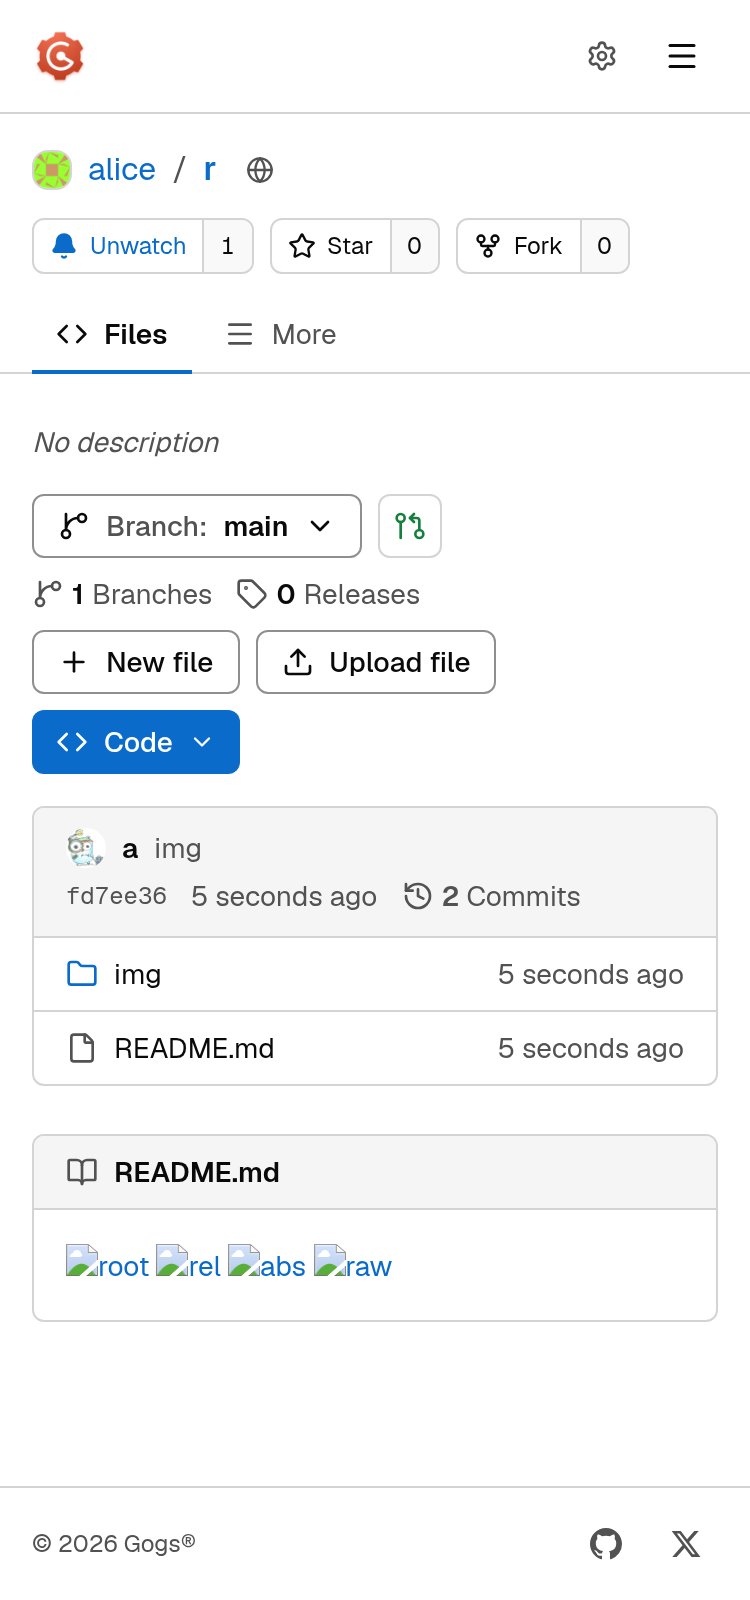 alice / r
Unwatch 1 Star 0 Fork 0
Files More
No description
Branch: main
1 Branches 0 Releases
New file Upload file
Code
a img
fd7ee36 5 seconds ago 2 Commits
img 5 seconds ago
README.md 5 seconds ago
README.md
root rel abs raw
© 2026 Gogs®